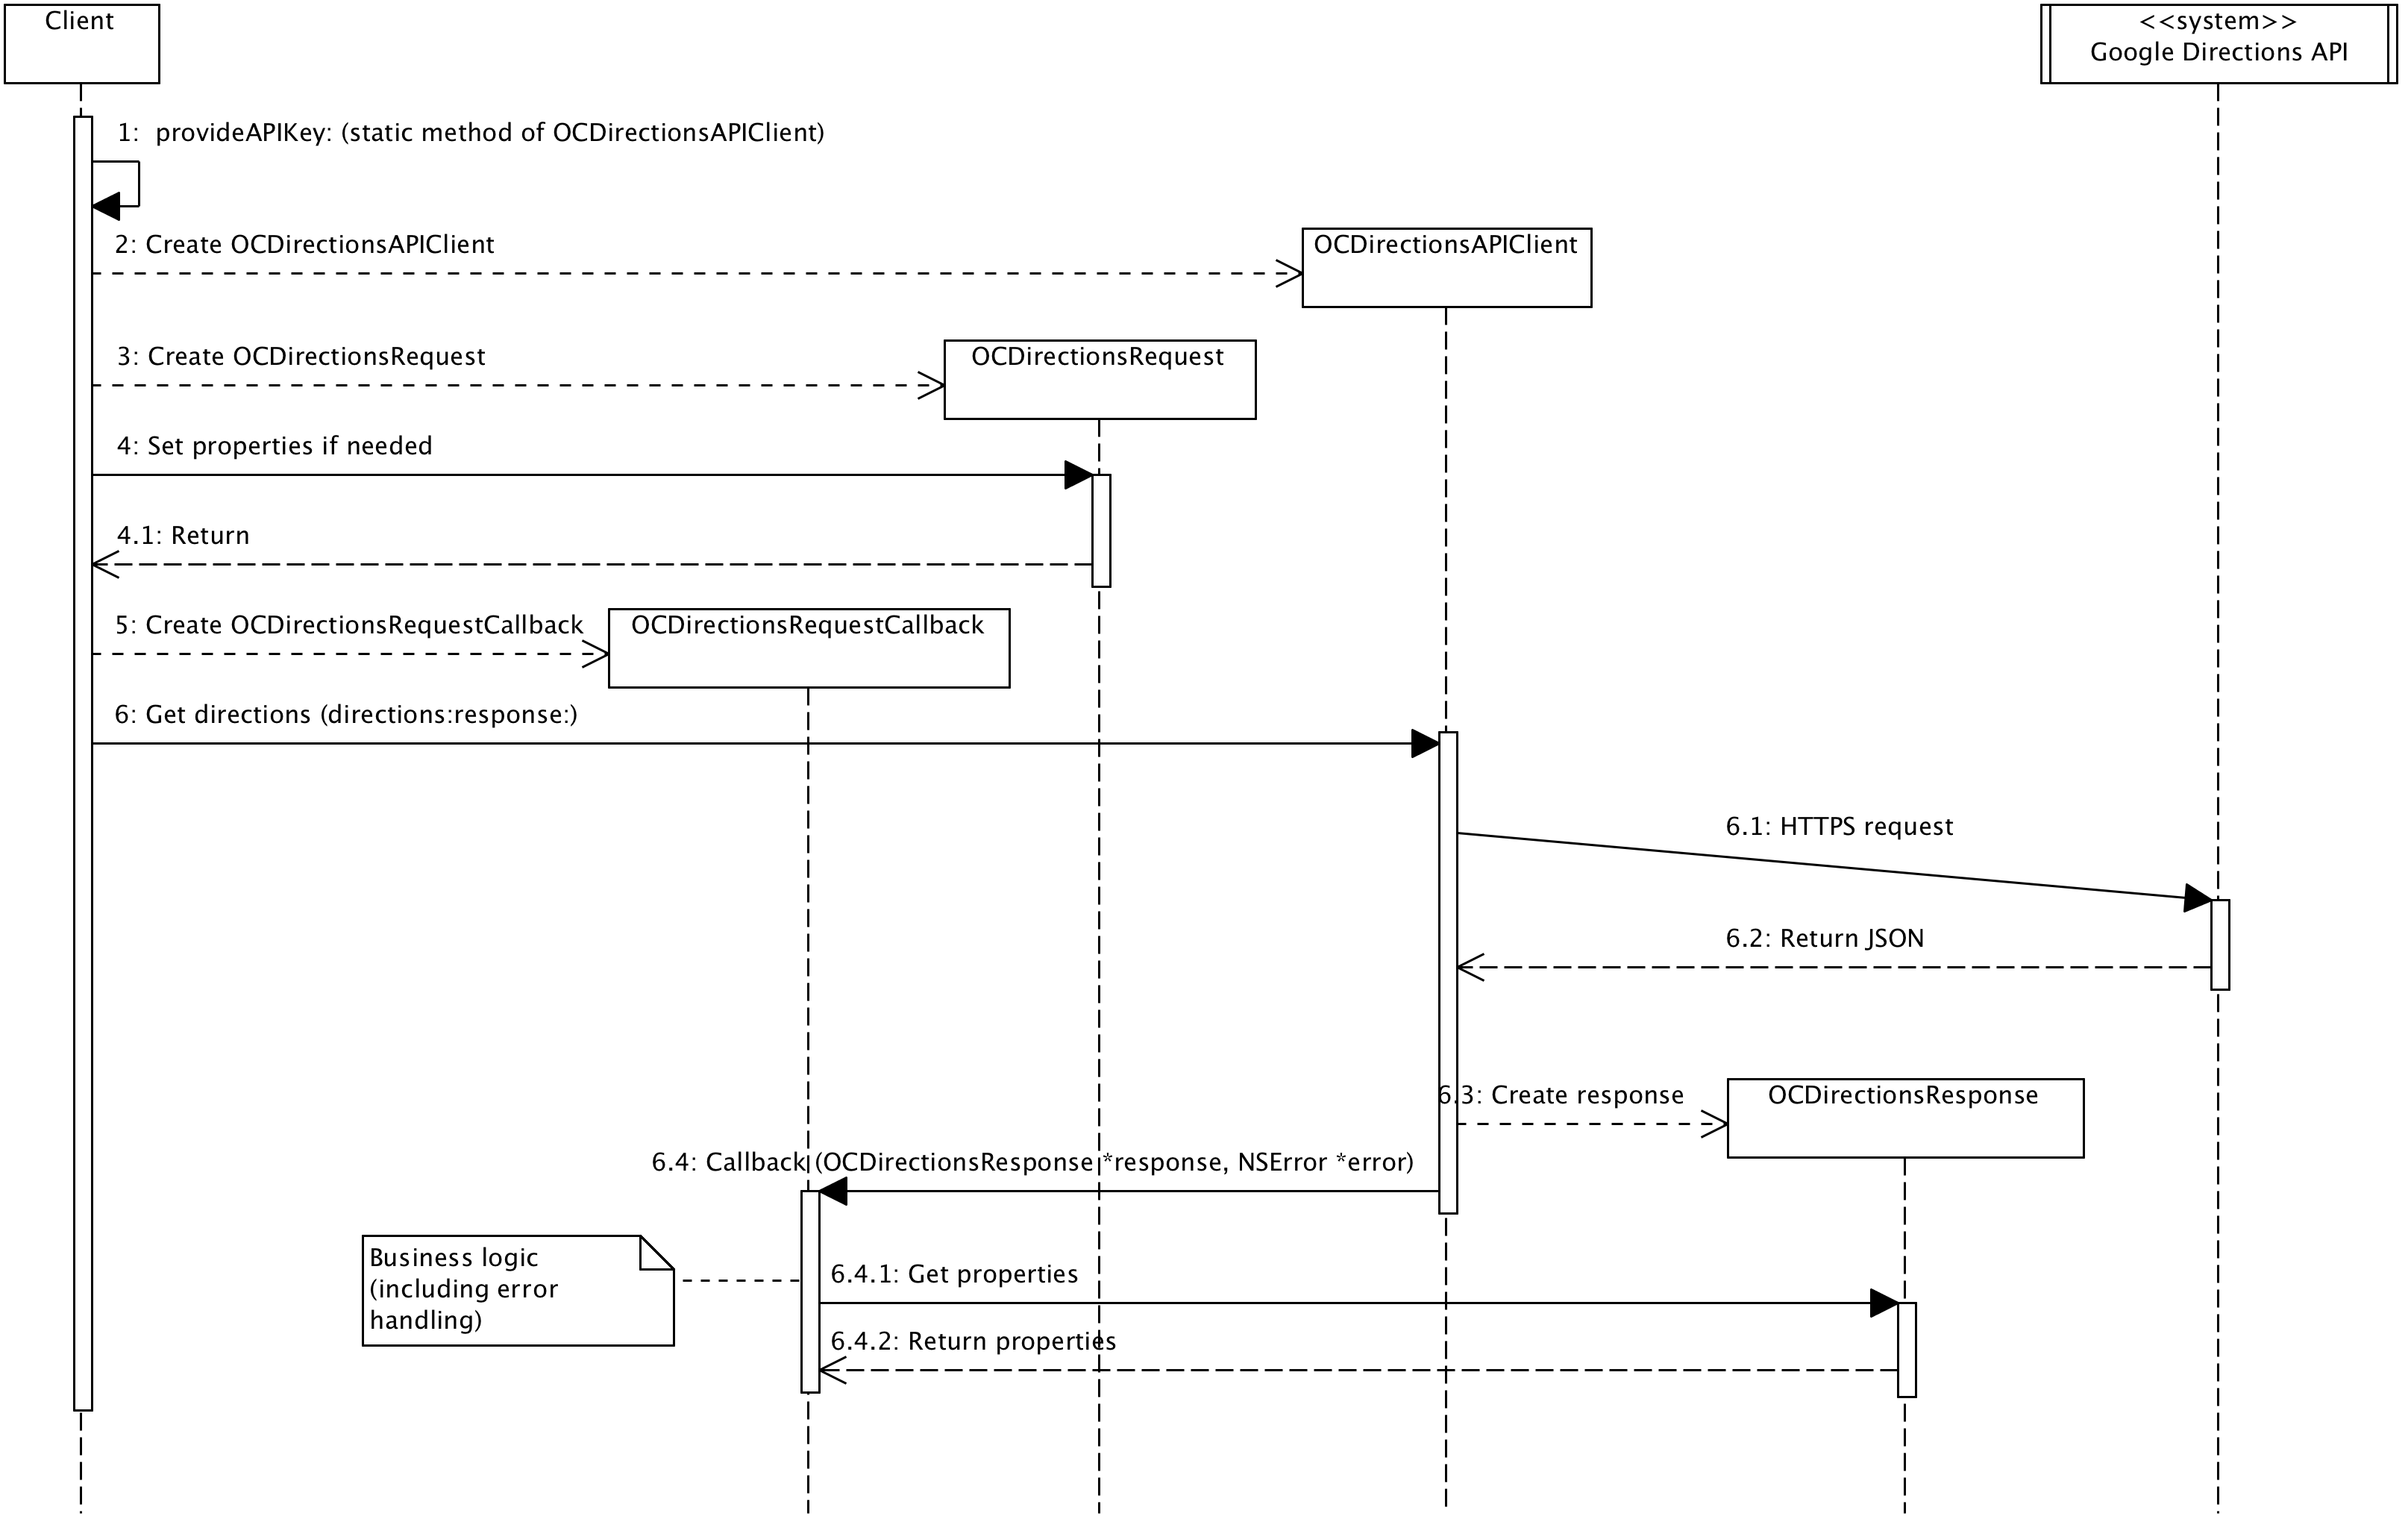 Client
<<system>>
Google Directions API
1:  provideAPIKey: (static method of OCDirectionsAPIClient)
2: Create OCDirectionsAPIClient
OCDirectionsAPIClient
3: Create OCDirectionsRequest
OCDirectionsRequest
4: Set properties if needed
4.1: Return
5: Create OCDirectionsRequestCallback
OCDirectionsRequestCallback
6: Get directions (directions:response:)
6.1: HTTPS request
6.2: Return JSON
6.3: Create response
OCDirectionsResponse
6.4: Callback (OCDirectionsResponse *response, NSError *error)
Business logic
(including error
handling)
6.4.1: Get properties
6.4.2: Return properties